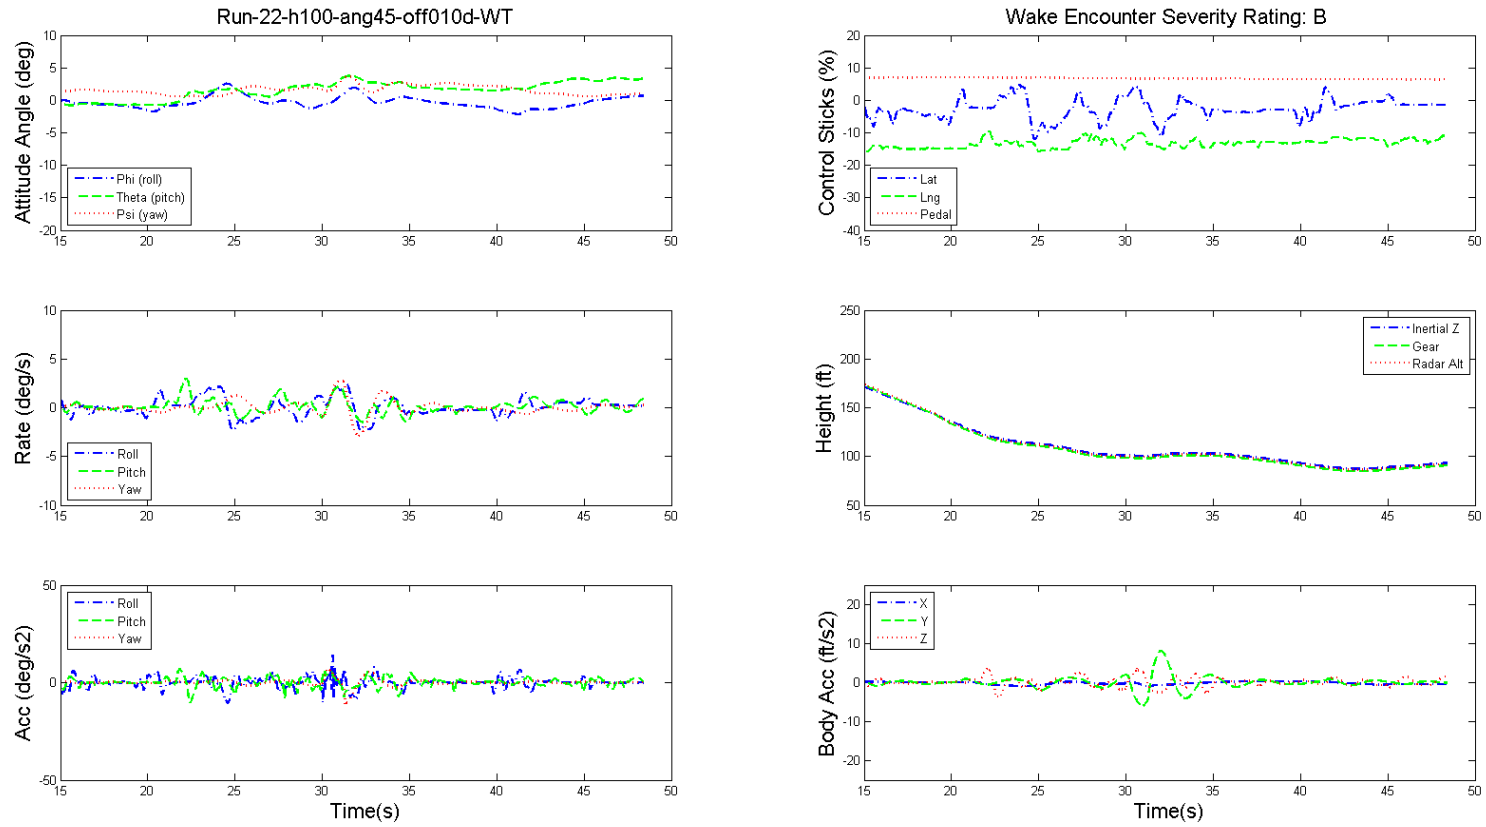 Run-22-h100-ang45-off010d-WT
Attitude Angle (deg)
10
5
0
-5
-10
-15
-20
Phi (roll)
Theta (pitch)
Psi (yaw)
15 20 25 30 35 40 45 50
Wake Encounter Severity Rating: B
Control Sticks (%)
20
10
0
-10
-20
-30
-40
Lat
Lng
Pedal
15 20 25 30 35 40 45 50
Rate (deg/s)
10
5
0
-5
-10
Roll
Pitch
Yaw
15 20 25 30 35 40 45 50
Height (ft)
250
200
150
100
50
Inertial Z
Gear
Radar Alt
15 20 25 30 35 40 45 50
Acc (deg/s2)
50
0
-50
Roll
Pitch
Yaw
15 20 25 30 35 40 45 50
Time(s)
Body Acc (ft/s2)
20
10
0
-10
-20
X
Y
Z
15 20 25 30 35 40 45 50
Time(s)